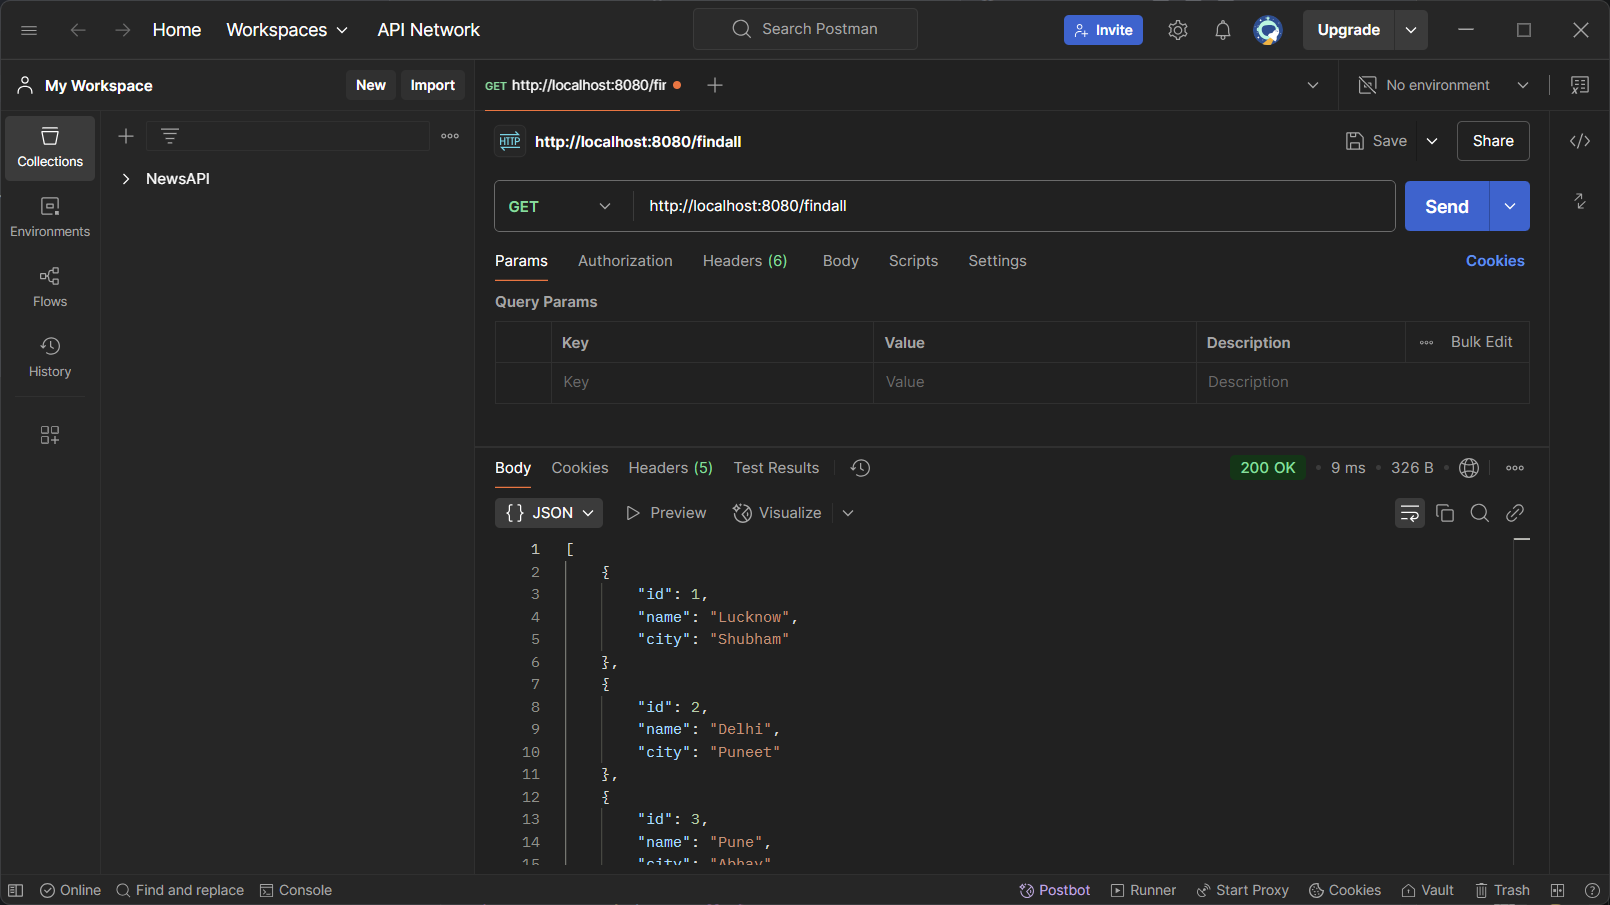 Home Workspaces API Network Search Postman Invite Upgrade
My Workspace New Import GET http://localhost:8080/fin No environment
HTTP http://localhost:8080/findall Save Share
Collections
NewsAPI
Environments
Flows
History
GET http://localhost:8080/findall Send
Params Authorization Headers (6) Body Scripts Settings Cookies
Query Params
Key Value Description Bulk Edit
Key Value Description
Body Cookies Headers (5) Test Results 200 OK 9 ms 326 B
{} JSON Preview Visualize
1 [
2 {
3 "id": 1,
4 "name": "Lucknow",
5 "city": "Shubham"
6 },
7 {
8 "id": 2,
9 "name": "Delhi",
10 "city": "Puneet"
11 },
12 {
13 "id": 3,
14 "name": "Pune",
15 "city": "Abhay"
Online Find and replace Console Postbot Runner Start Proxy Cookies Vault Trash